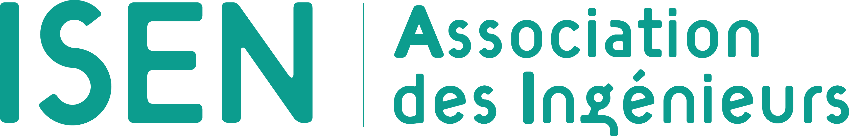 ISEN
Association
des Ingénieurs